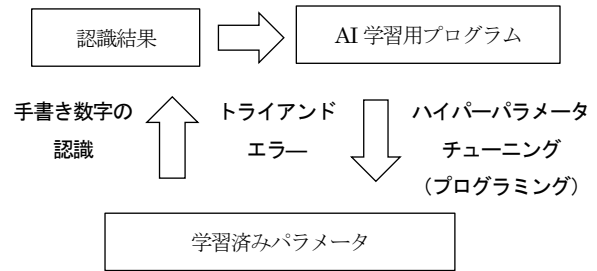 認識結果
AI 学習用プログラム
手書き数字の
認識
トライアンド
エラ―
ハイパーパラメータ
チューニング
（プログラミング）
学習済みパラメータ